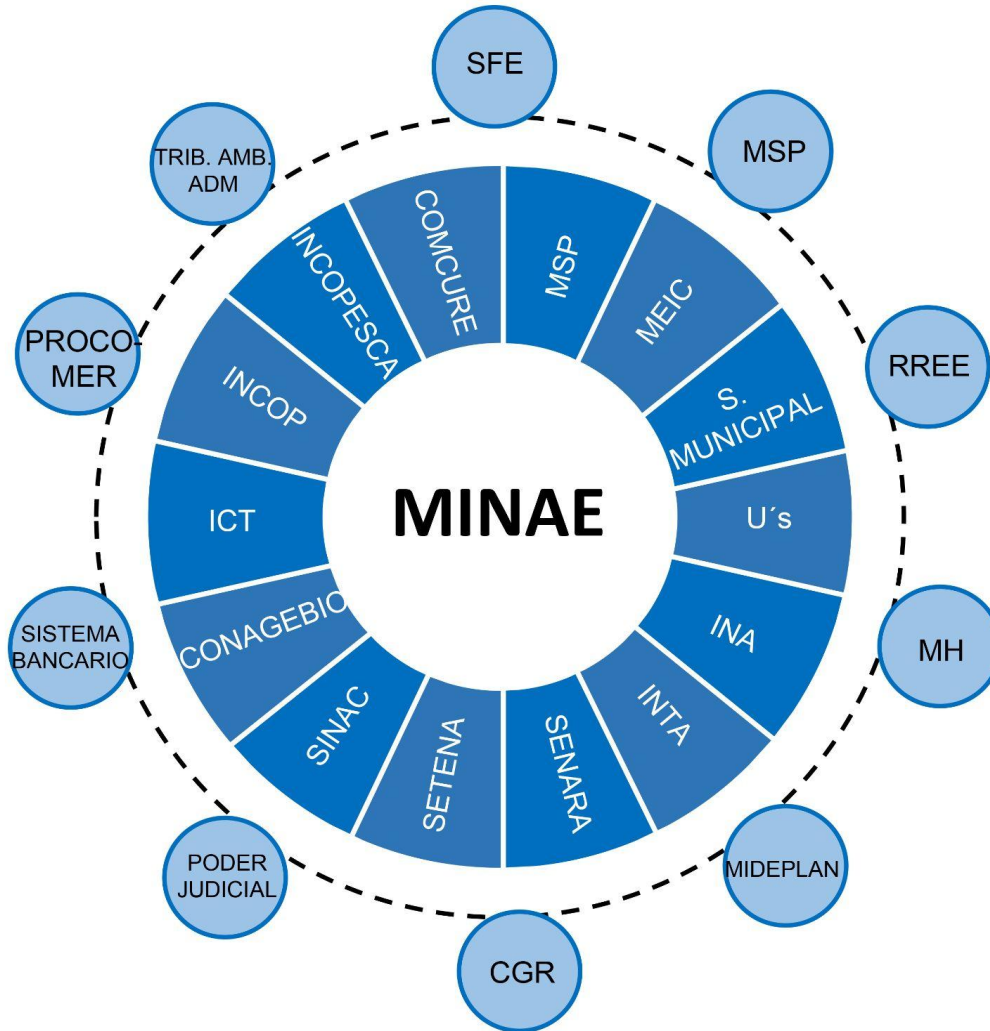 SFE
MSP
RREE
MH
MIDEPLAN
CGR
PODER
JUDICIAL
SISTEMA
BANCARIO
PROCO-
MER
TRIB. AMB.
ADM
MSP
MEIC
S.
MUNICIPAL
U´s
INA
INTA
SENARA
SETENA
SINAC
CONAGEBIO
ICT
INCOP
INCOPESCA
COMCURE
MINAE